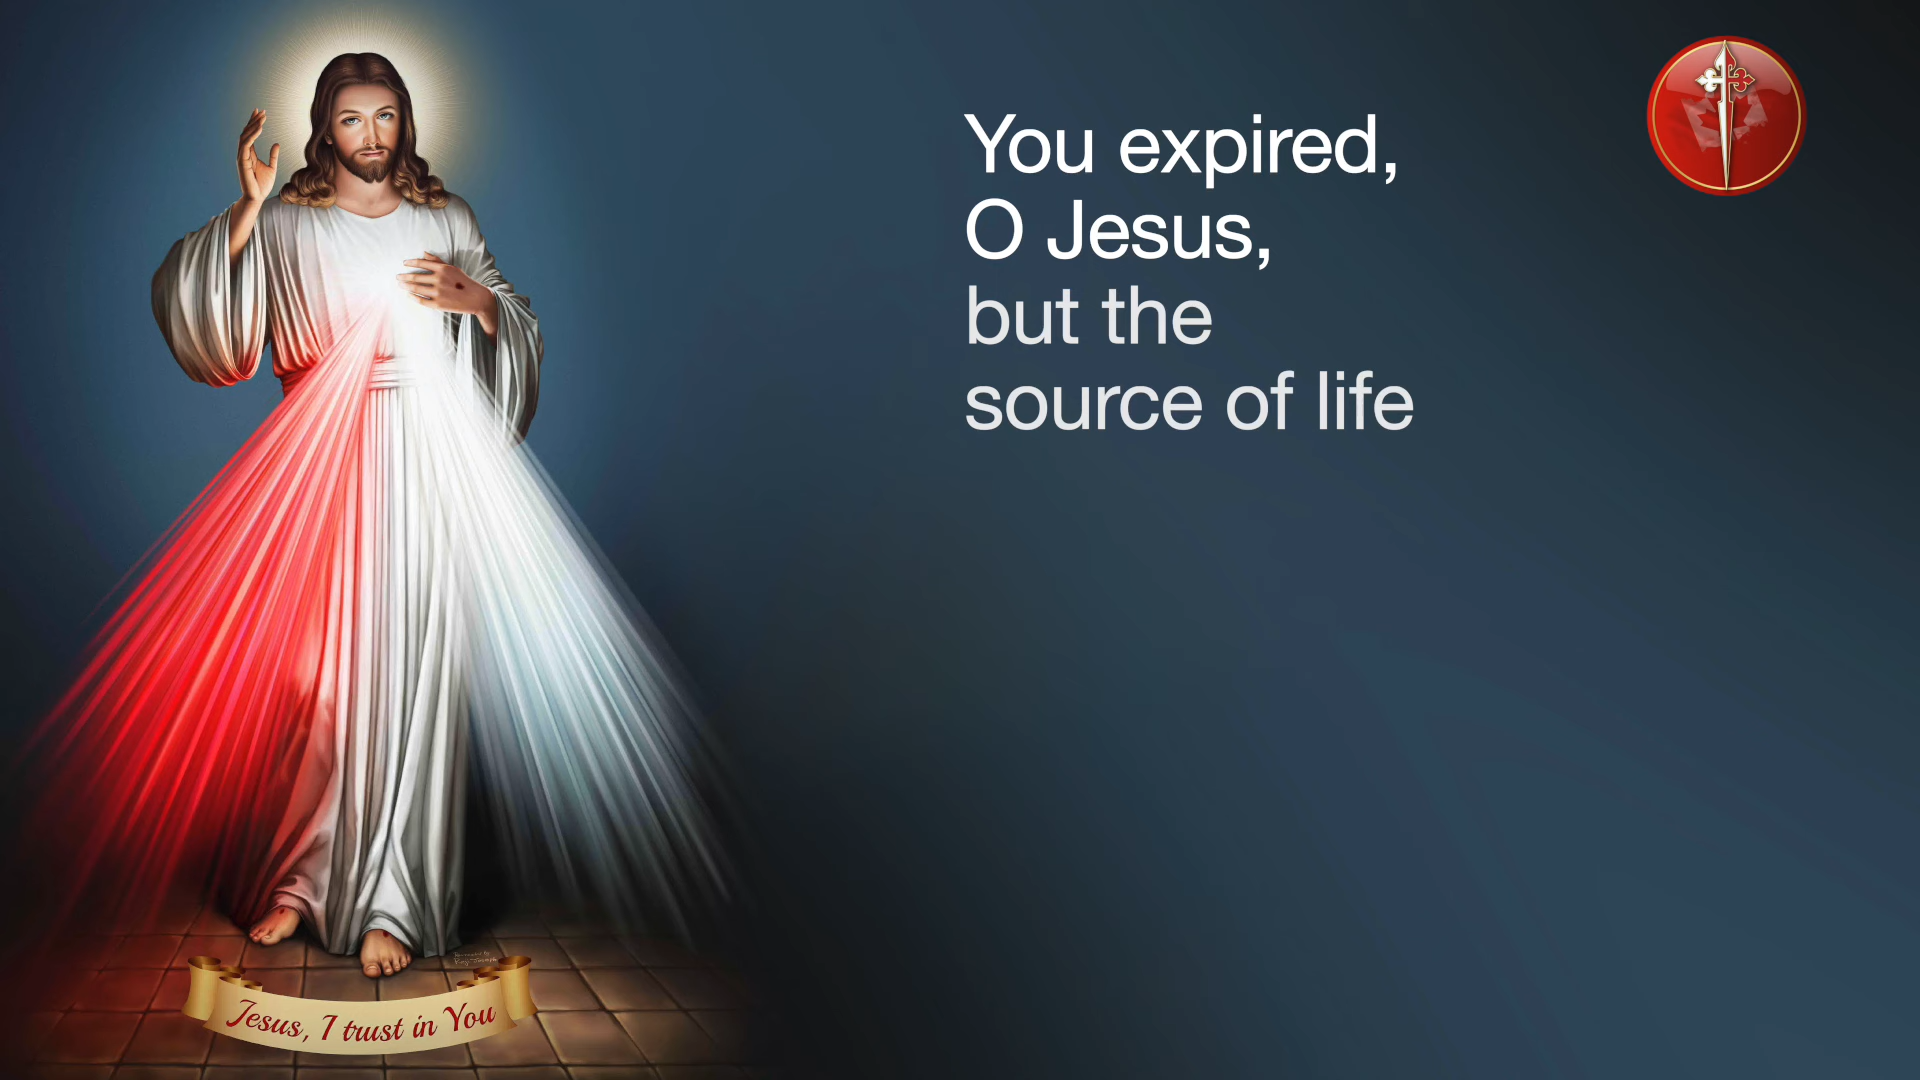 You expired,
O Jesus,
but the
source of life
Jesus, I trust in You